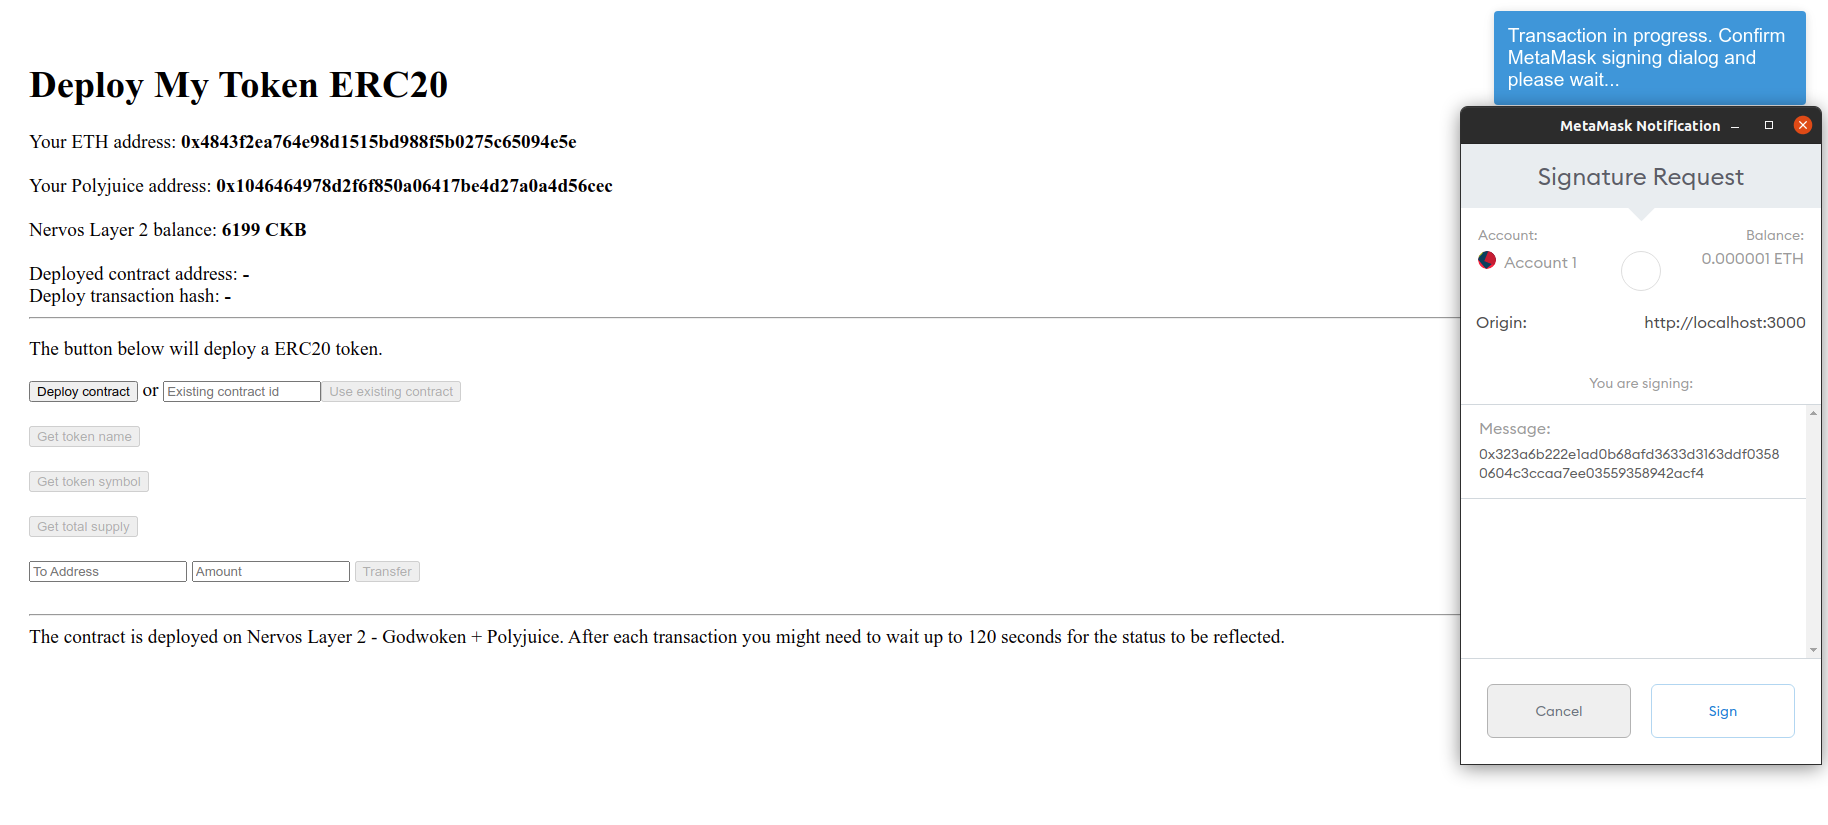 Transaction in progress. Confirm
MetaMask signing dialog and
please wait...
Deploy My Token ERC20
Your ETH address: 0x4843f2ea764e98d1515bd988f5b0275c65094e5e
Your Polyjuice address: 0x1046464978d2f6f850a06417be4d27a0a4d56cec
Nervos Layer 2 balance: 6199 CKB
Deployed contract address: -
Deploy transaction hash: -
The button below will deploy a ERC20 token.
Deploy contract or Existing contract id Use existing contract
Get token name
Get token symbol
Get total supply
To Address Amount Transfer
The contract is deployed on Nervos Layer 2 - Godwoken + Polyjuice. After each transaction you might need to wait up to 120 seconds for the status to be reflected.
MetaMask Notification
Signature Request
Account: Balance:
Account 1 0.000001 ETH
Origin: http://localhost:3000
You are signing:
Message:
0x323a6b222e1ad0b68afd3633d3163ddf0358
0604c3ccaa7ee03559358942acf4
Cancel Sign